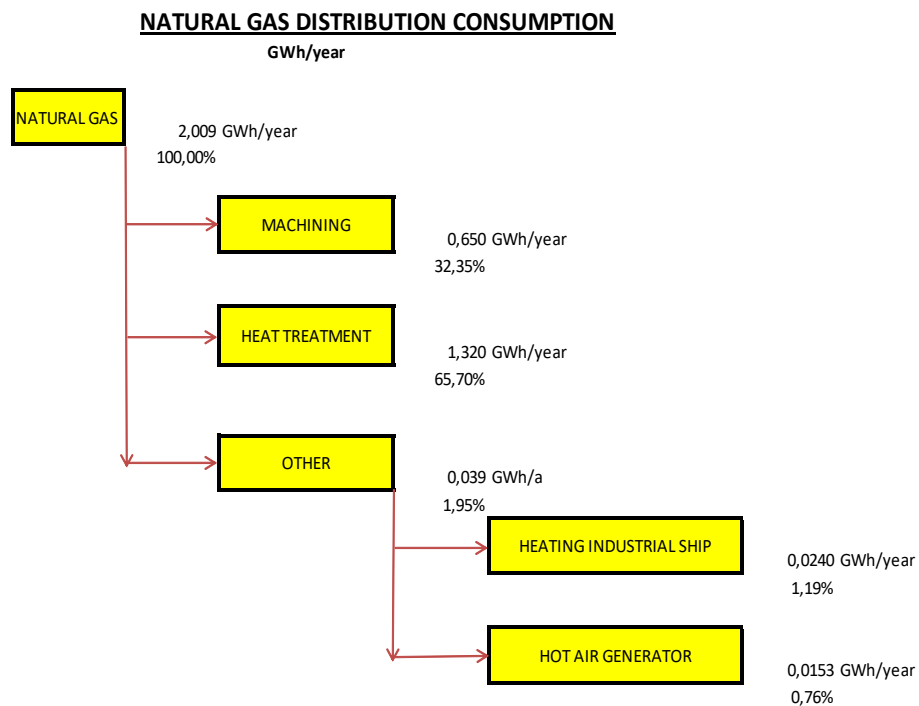 NATURAL GAS DISTRIBUTION CONSUMPTION
GWh/year
NATURAL GAS
2,009 GWh/year
100,00%
MACHINING
0,650 GWh/year
32,35%
HEAT TREATMENT
1,320 GWh/year
65,70%
OTHER
0,039 GWh/a
1,95%
HEATING INDUSTRIAL SHIP
0,0240 GWh/year
1,19%
HOT AIR GENERATOR
0,0153 GWh/year
0,76%